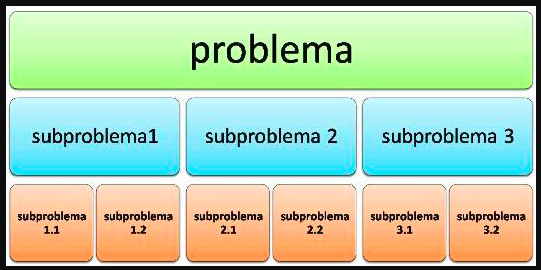 problema
subproblema1
subproblema 2
subproblema 3
subproblema
1.1
subproblema
1.2
subproblema
2.1
subproblema
2.2
subproblema
3.1
subproblema
3.2